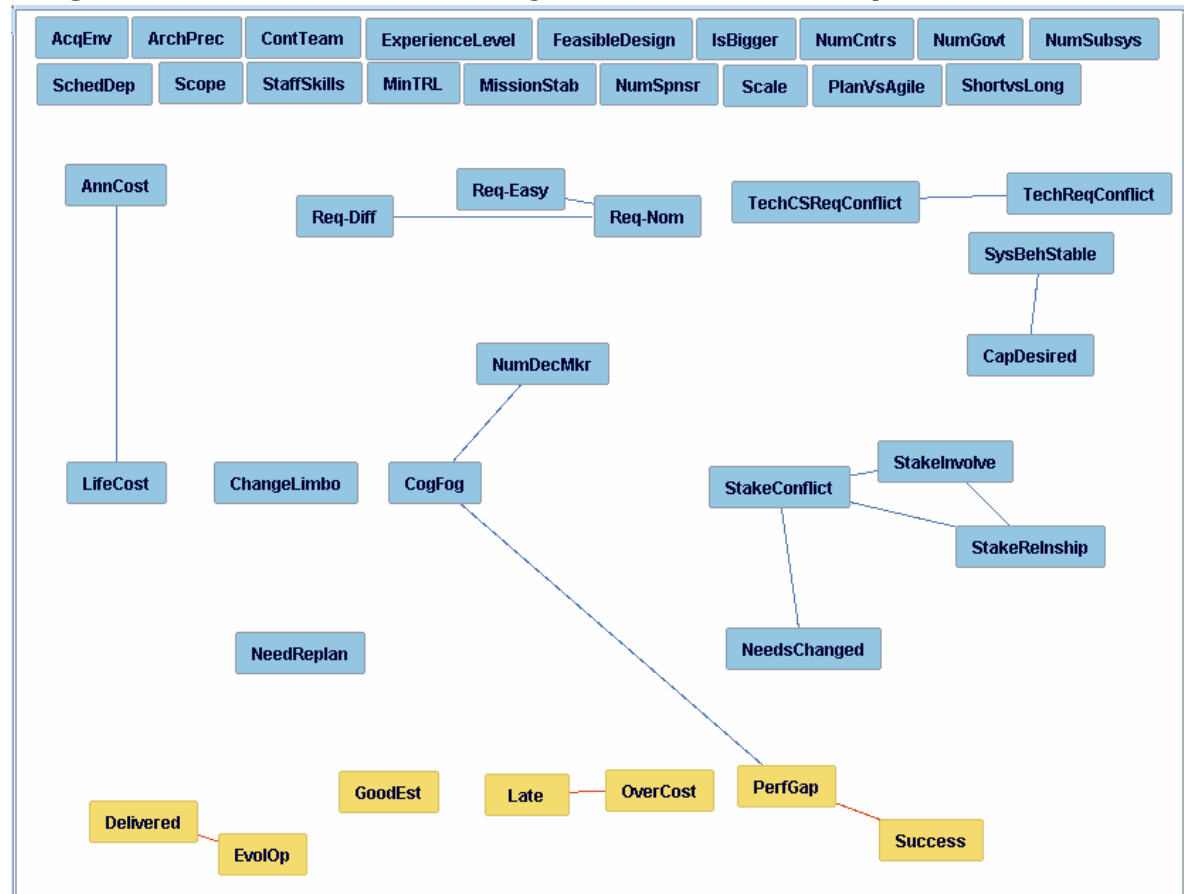 AcqEnv
ArchPrec
ContTeam
ExperienceLevel
FeasibleDesign
IsBigger
NumCntrs
NumGovt
NumSubsys
SchedDep
Scope
StaffSkills
MinTRL
MissionStab
NumSpnsr
Scale
PlanVsAgile
ShortvsLong
AnnCost
Req-Easy
Req-Diff
Req-Nom
TechCSReqConflict
TechReqConflict
SysBehStable
CapDesired
NumDecMkr
LifeCost
ChangeLimbo
CogFog
StakeConflict
StakeInvolve
StakeRelnship
NeedReplan
NeedsChanged
GoodEst
Late
OverCost
PerfGap
Delivered
EvolOp
Success